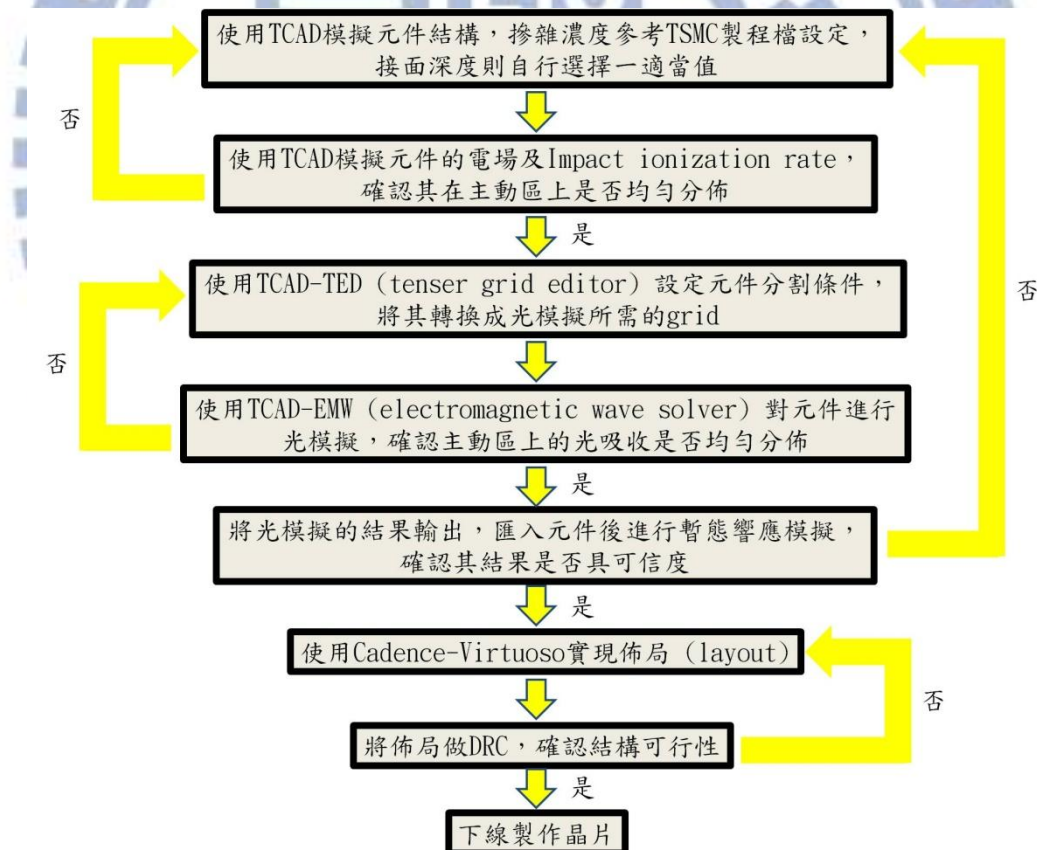 使用TCAD模擬元件結構，摻雜濃度參考TSMC製程檔設定，
接面深度則自行選擇一適當值
否
使用TCAD模擬元件的電場及Impact ionization rate，
確認其在主動區上是否均勻分佈
是
使用TCAD-TED (tenser grid editor) 設定元件分割條件，
將其轉換成光模擬所需的grid
否
否
使用TCAD-EMW (electromagnetic wave solver) 對元件進行
光模擬，確認主動區上的光吸收是否均勻分佈
是
將光模擬的結果輸出，匯入元件後進行暫態響應模擬，
確認其結果是否具可信度
是
使用Cadence-Virtuoso實現佈局 (layout)
否
將佈局做DRC，確認結構可行性
是
下線製作晶片